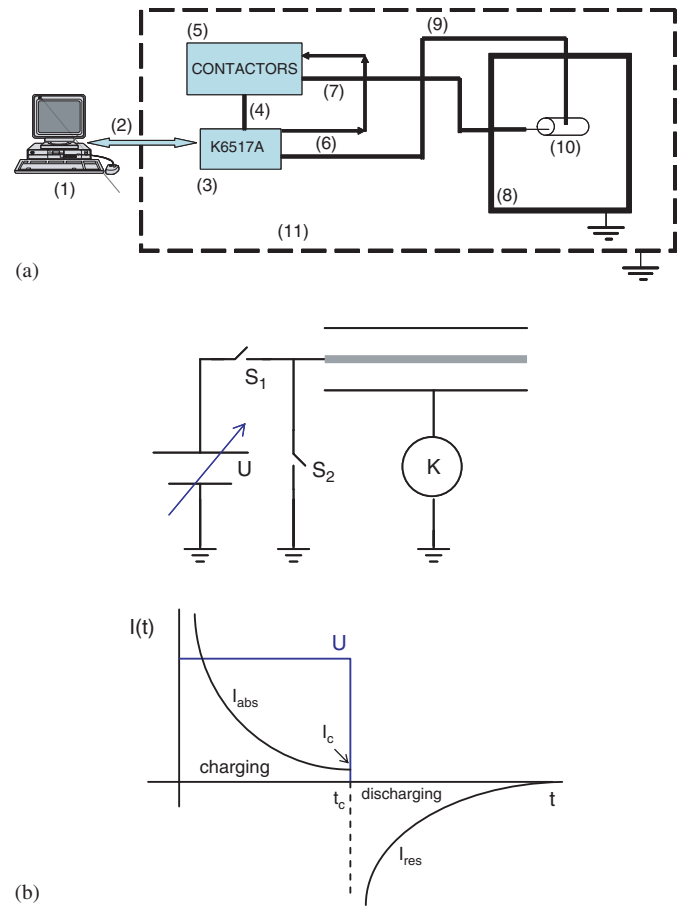 (5)
(9)
CONTACTORS
(7)
(2)
(4)
K6517A
(6)
(10)
(1)
(3)
(8)
(11)
(a)
S1
U
S2
K
I(t)
U
Iabs
Ic
charging
tc
discharging
t
Ires
(b)